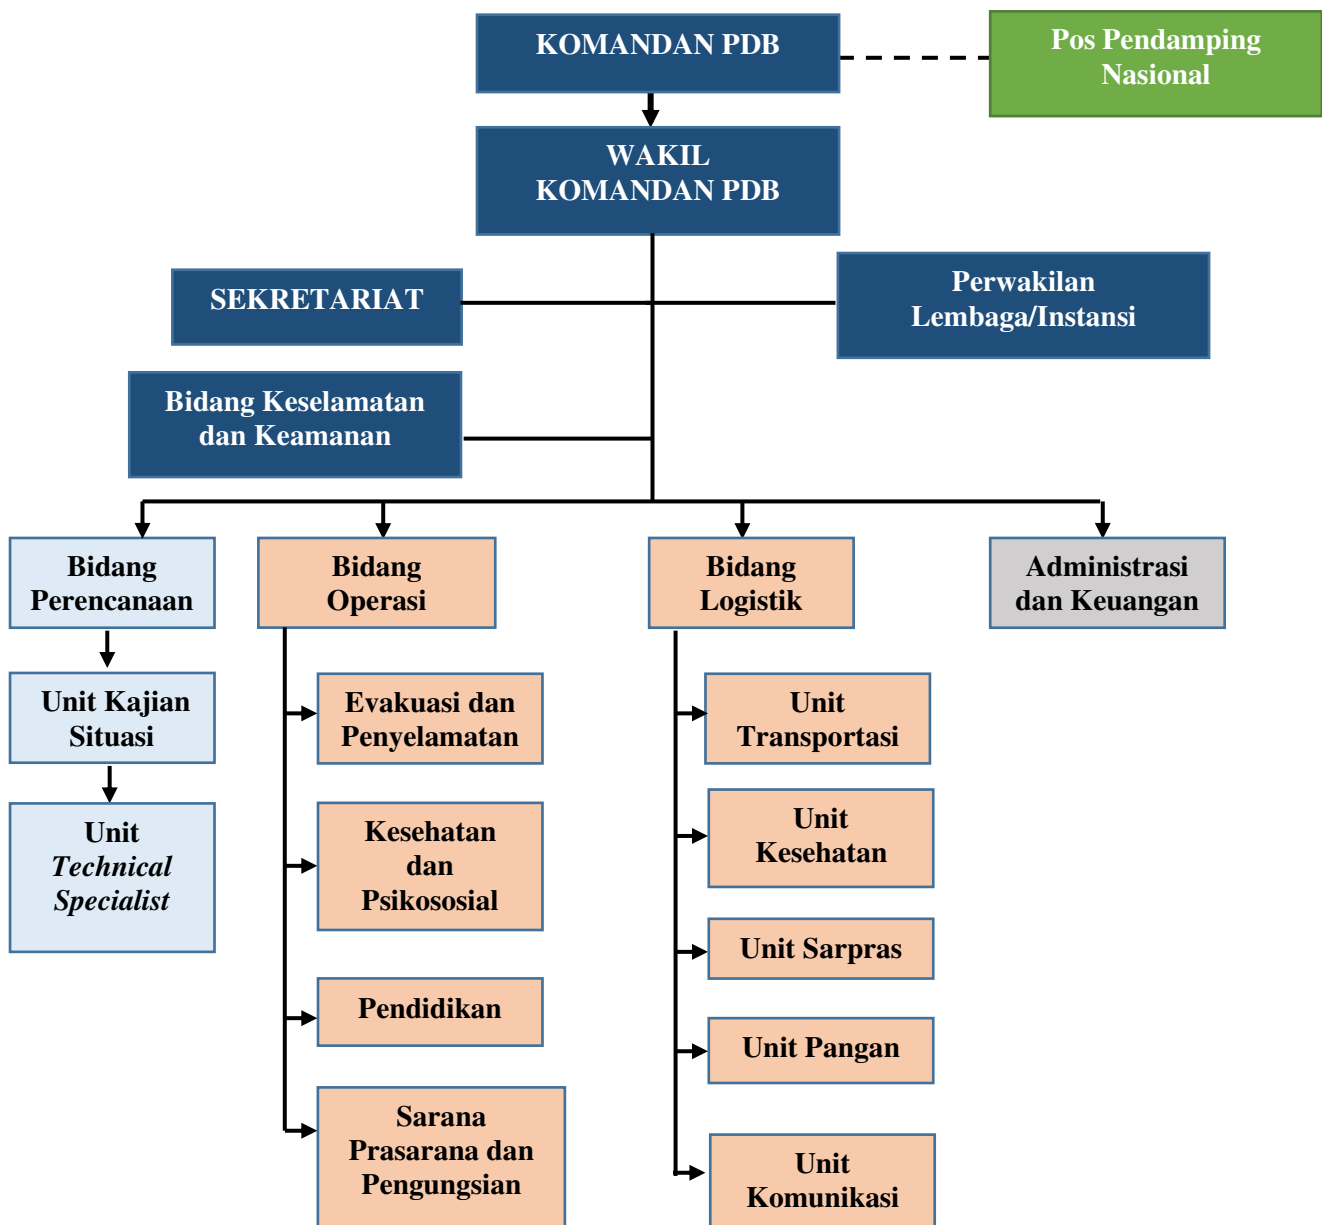 KOMANDAN PDB
Pos Pendamping
Nasional
WAKIL
KOMANDAN PDB
SEKRETARIAT
Perwakilan
Lembaga/Instansi
Bidang Keselamatan
dan Keamanan
Bidang
Perencanaan
Bidang
Operasi
Bidang
Logistik
Administrasi
dan Keuangan
Unit Kajian
Situasi
Unit
Technical
Specialist
Evakuasi dan
Penyelamatan
Kesehatan
dan
Psikososial
Pendidikan
Sarana
Prasarana dan
Pengungsian
Unit
Transportasi
Unit
Kesehatan
Unit Sarpras
Unit Pangan
Unit
Komunikasi